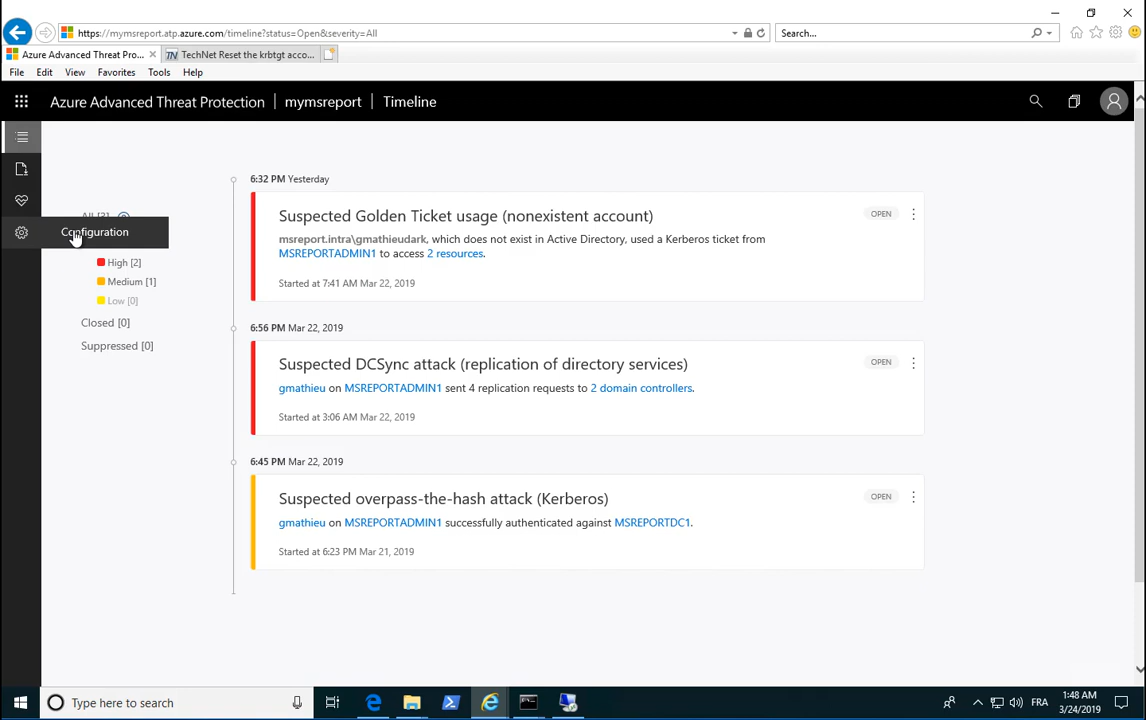 https://mymsreport.atp.azure.com/timeline?status=Open&severity=All
Search...
Azure Advanced Threat Pro...
TechNet Reset the krbtgt acco...
File Edit View Favorites Tools Help
Azure Advanced Threat Protection | mymsreport | Timeline
6:32 PM Yesterday
Suspected Golden Ticket usage (nonexistent account)
OPEN
msreport.intra\gmathieudark, which does not exist in Active Directory, used a Kerberos ticket from
MSREPORTADMIN1 to access 2 resources.
Started at 7:41 AM Mar 22, 2019
All [3]
Configuration
High [2]
Medium [1]
Low [0]
Closed [0]
Suppressed [0]
6:56 PM Mar 22, 2019
Suspected DCSync attack (replication of directory services)
OPEN
gmathieu on MSREPORTADMIN1 sent 4 replication requests to 2 domain controllers.
Started at 3:06 AM Mar 22, 2019
6:45 PM Mar 22, 2019
Suspected overpass-the-hash attack (Kerberos)
OPEN
gmathieu on MSREPORTADMIN1 successfully authenticated against MSREPORTDC1.
Started at 6:23 PM Mar 21, 2019
Type here to search
FRA
1:48 AM
3/24/2019